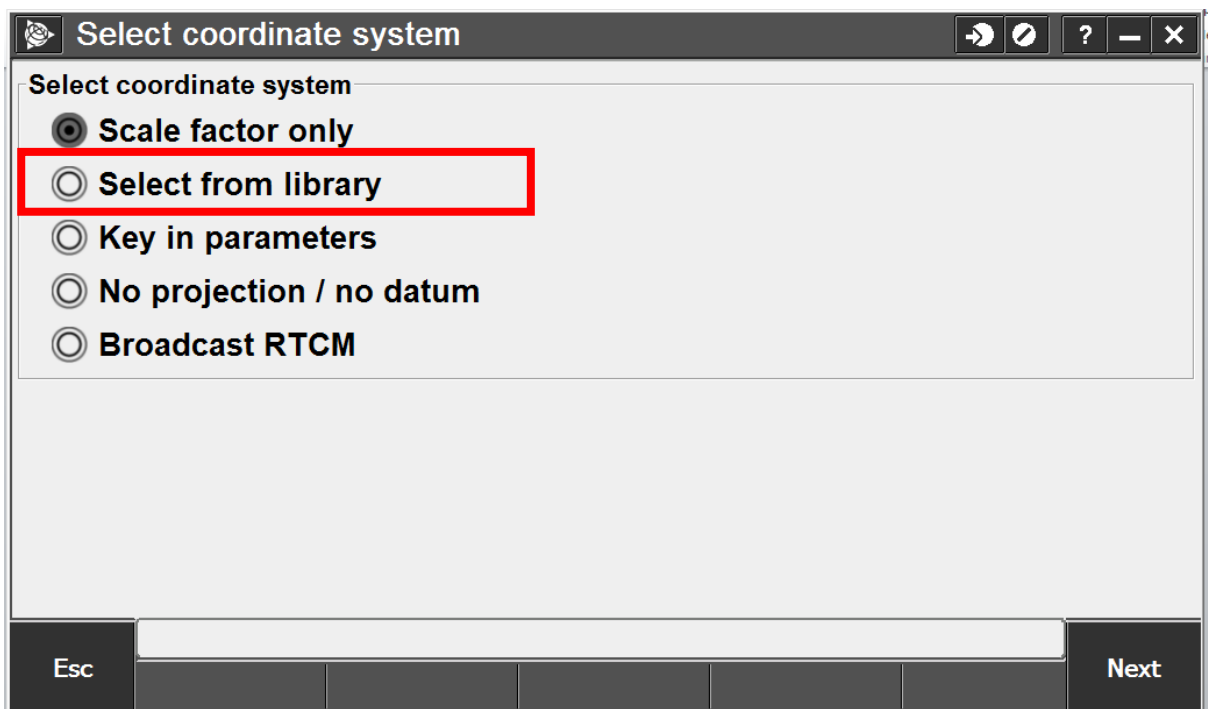 Select coordinate system
?
Select coordinate system
Scale factor only
Select from library
Key in parameters
No projection / no datum
Broadcast RTCM
Esc
Next